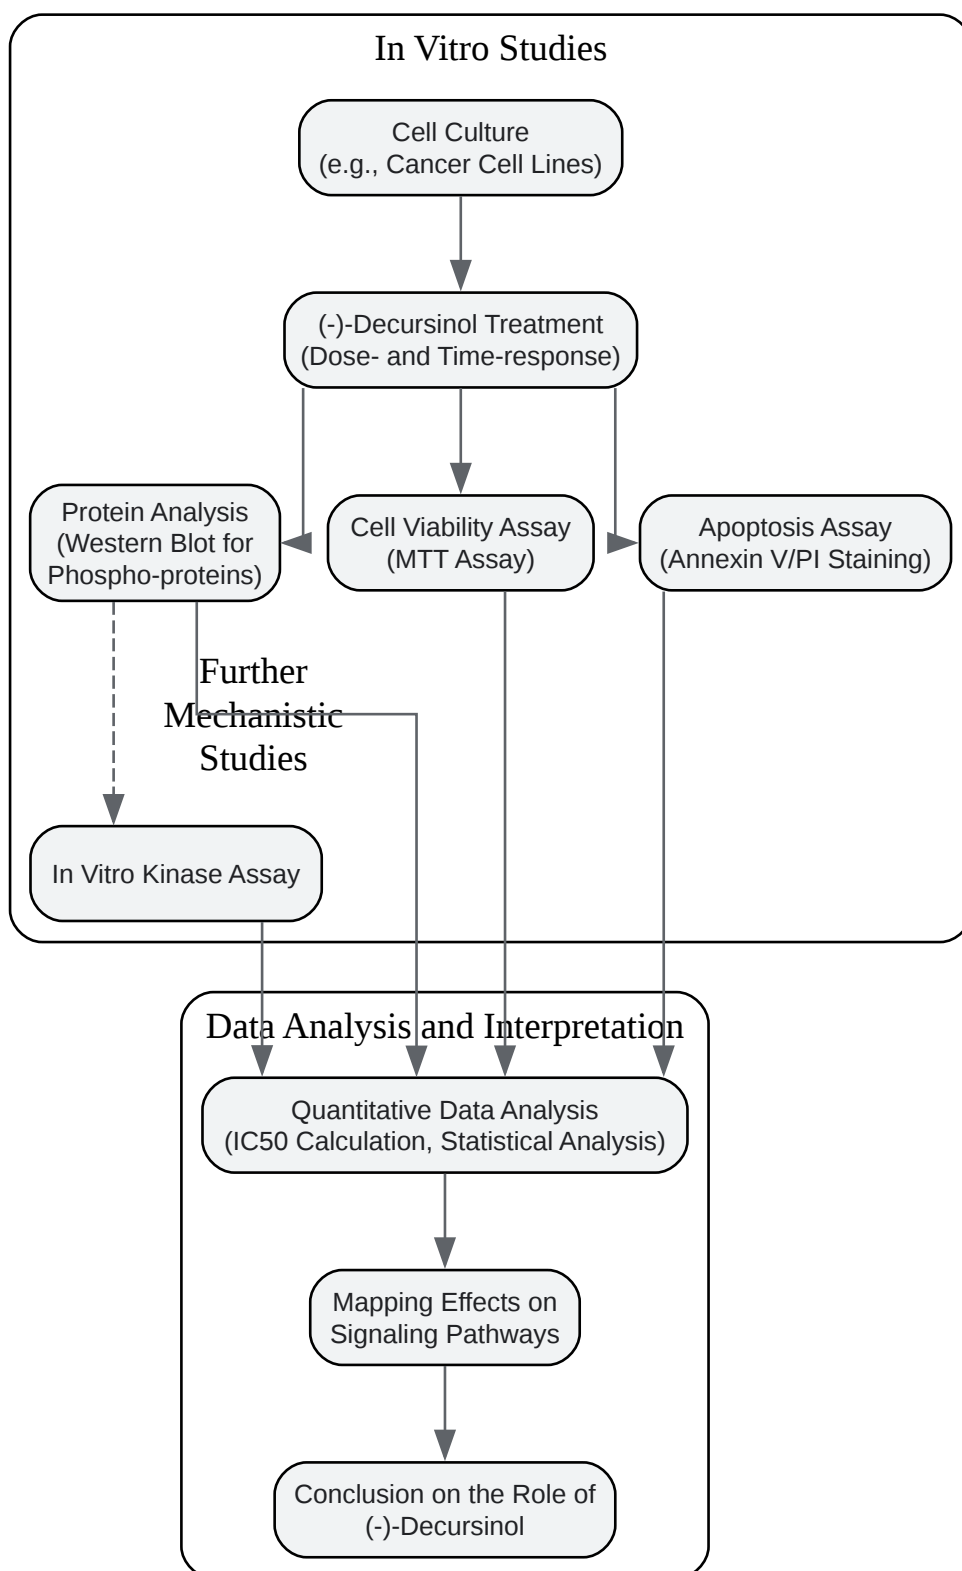 In Vitro Studies
Cell Culture
(e.g., Cancer Cell Lines)
(-)-Decursinol Treatment
(Dose- and Time-response)
Protein Analysis
(Western Blot for
Phospho-proteins)
Cell Viability Assay
(MTT Assay)
Apoptosis Assay
(Annexin V/PI Staining)
Further
Mechanistic
Studies
In Vitro Kinase Assay
Data Analysis and Interpretation
Quantitative Data Analysis
(IC50 Calculation, Statistical Analysis)
Mapping Effects on
Signaling Pathways
Conclusion on the Role of
(-)-Decursinol